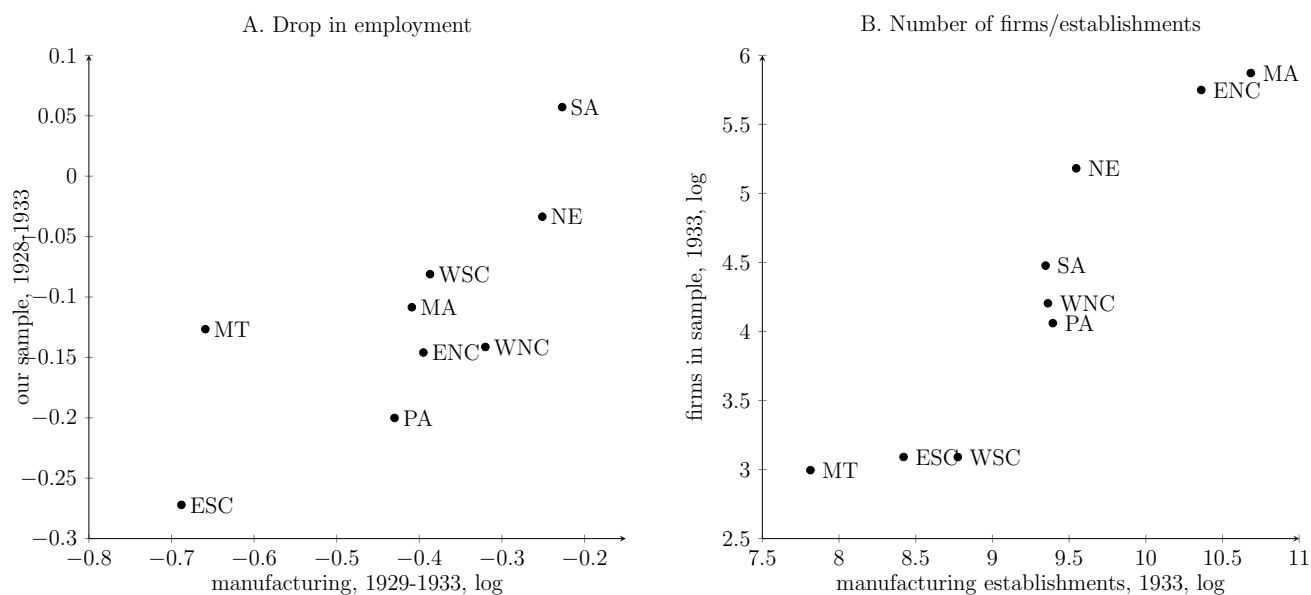 A. Drop in employment
0.1
0.05
0
−0.05
−0.1
−0.15
−0.2
−0.25
−0.3
our sample, 1928-1933
SA
NE
WSC
MA
MT
ENC
WNC
PA
ESC
−0.8
−0.7
−0.6
−0.5
−0.4
−0.3
−0.2
manufacturing, 1929-1933, log
B. Number of firms/establishments
6
5.5
5
4.5
4
3.5
3
2.5
firms in sample, 1933, log
MA
ENC
NE
SA
WNC
PA
ESC
WSC
MT
7.5
8
8.5
9
9.5
10
10.5
11
manufacturing establishments, 1933, log